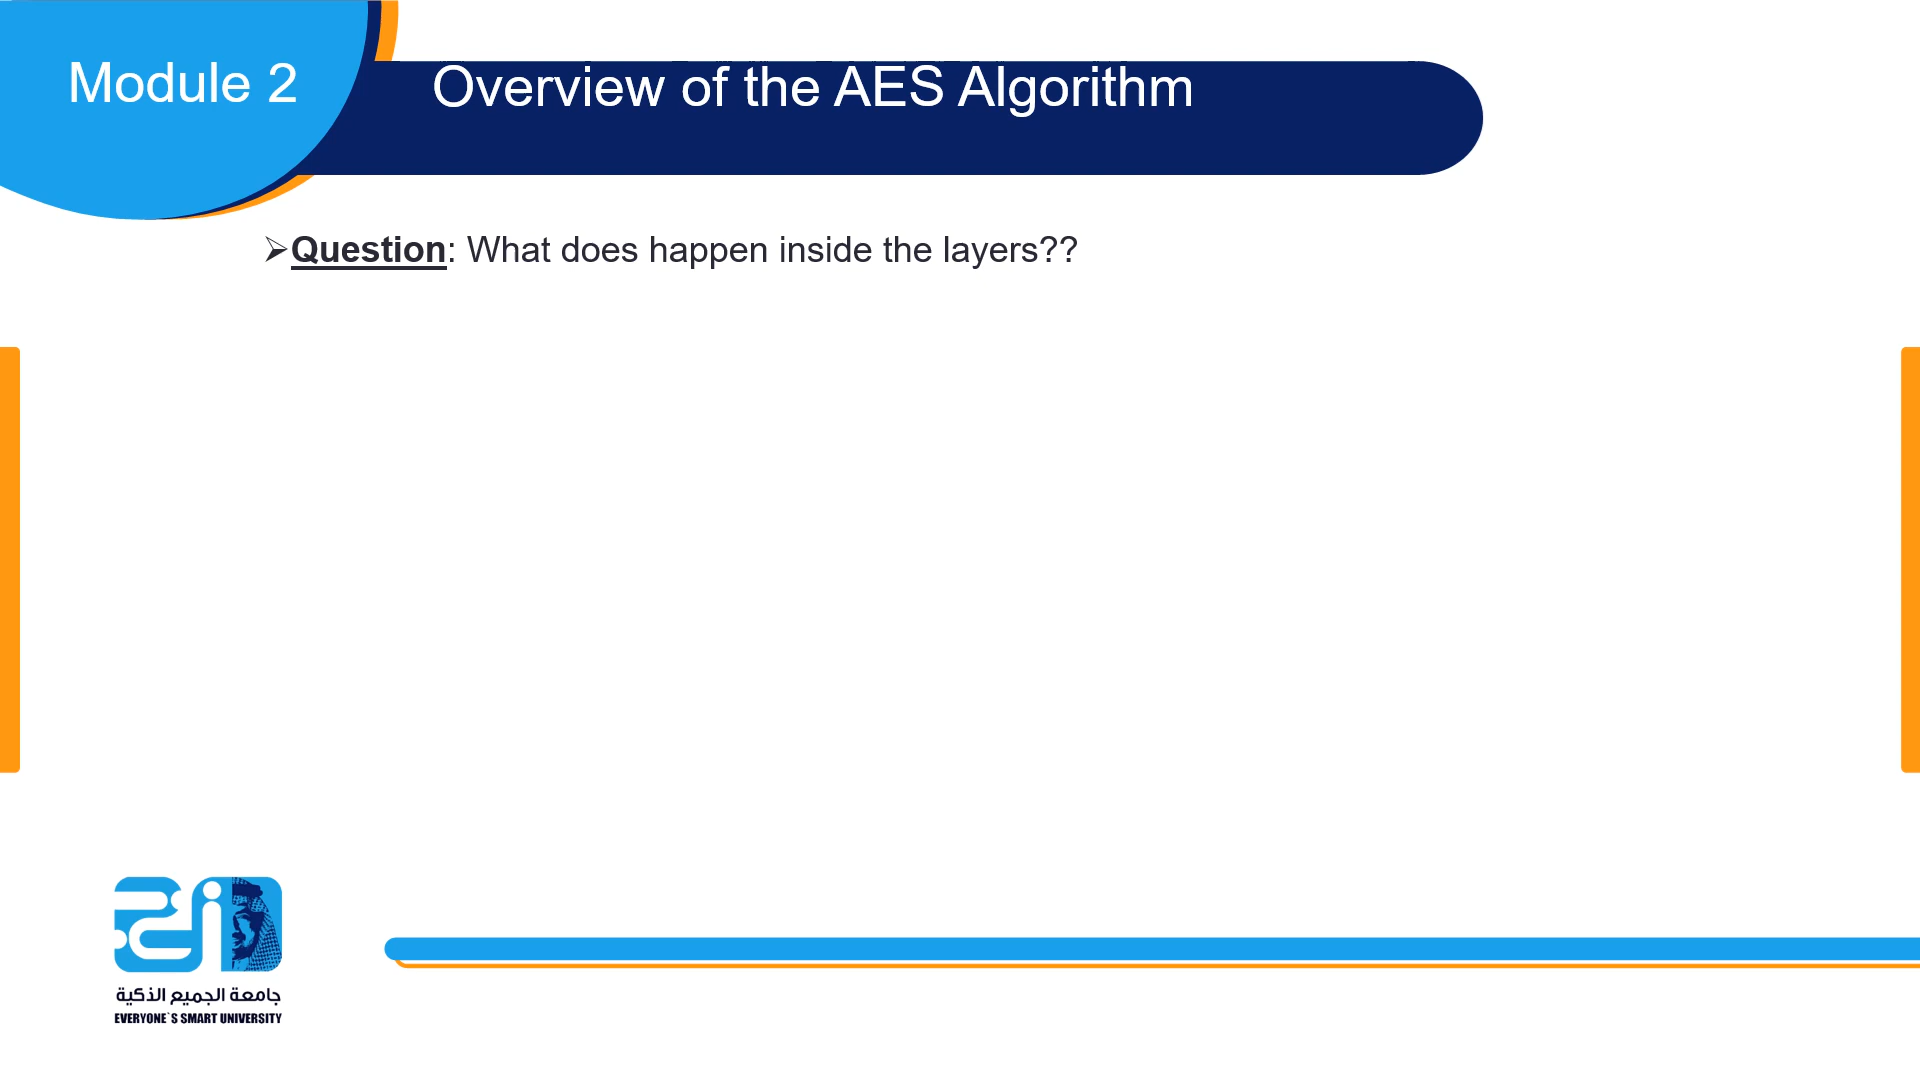 Module 2
Overview of the AES Algorithm
➢Question: What does happen inside the layers??
جامعة الجميع الذكية
EVERYONE`S SMART UNIVERSITY